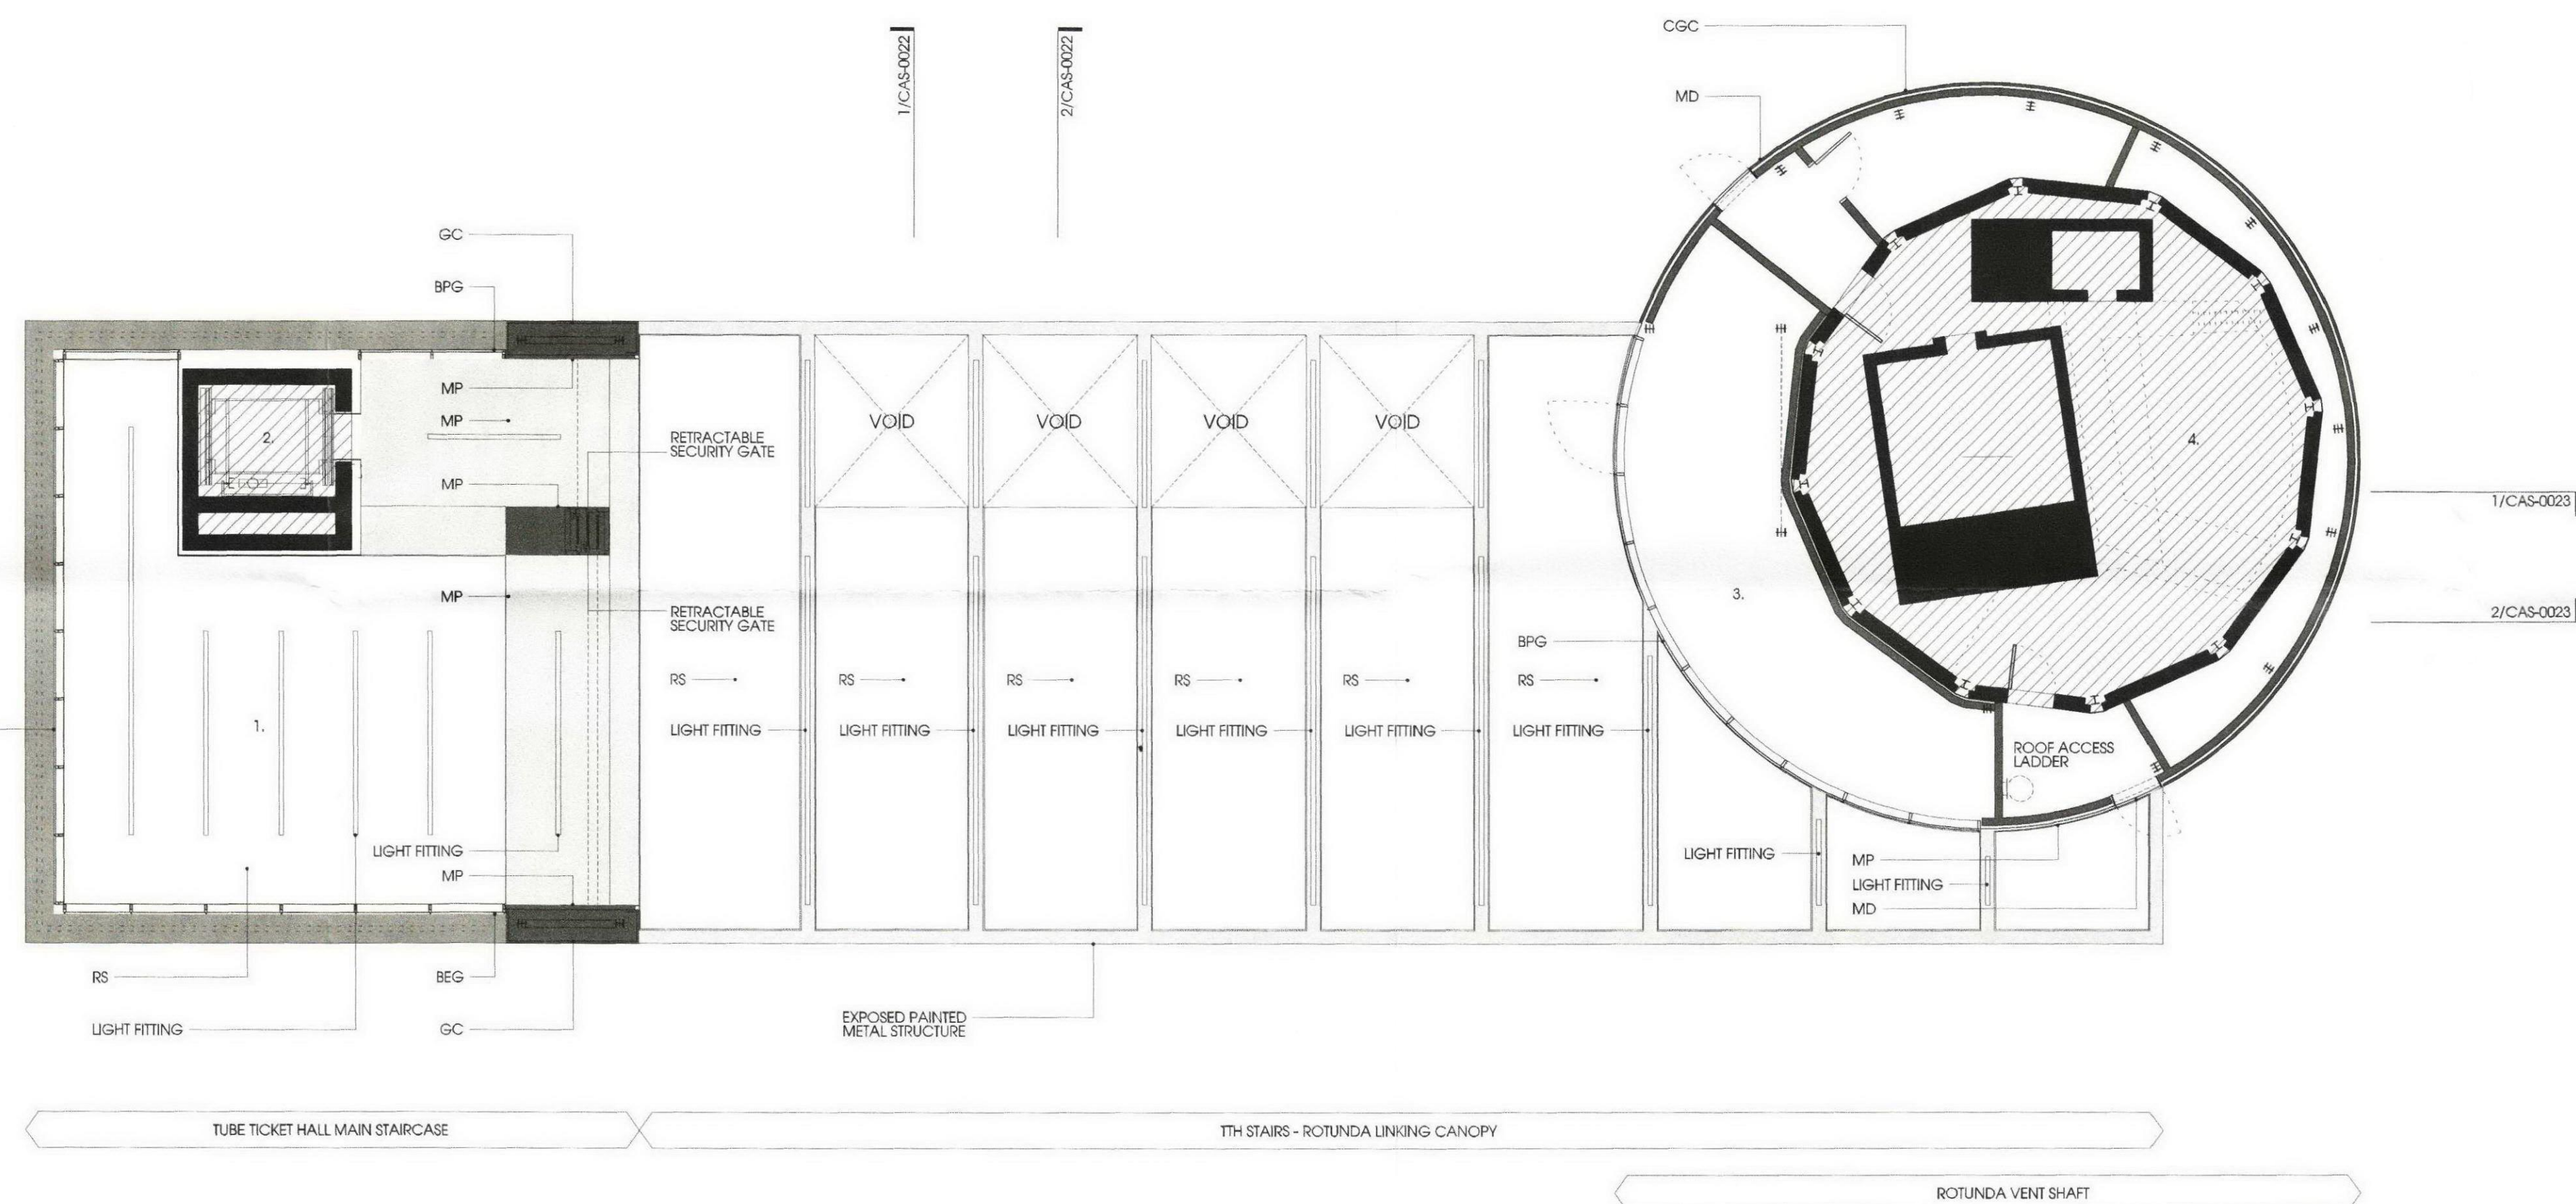 CGC
1/CAS-0022
2/CAS-0022
MD
GC
BPG
MP
MP
RETRACTABLE
SECURITY GATE
VOID
VOID
VOID
VOID
2.
4.
MP
1/CAS-0023
MP
RETRACTABLE
SECURITY GATE
3.
2/CAS-0023
BPG
RS
RS
RS
RS
RS
RS
1.
LIGHT FITTING
LIGHT FITTING
LIGHT FITTING
LIGHT FITTING
LIGHT FITTING
LIGHT FITTING
ROOF ACCESS
LADDER
LIGHT FITTING
LIGHT FITTING
MP
MP
LIGHT FITTING
MD
RS
BEG
LIGHT FITTING
GC
EXPOSED PAINTED
METAL STRUCTURE
TUBE TICKET HALL MAIN STAIRCASE
TTH STAIRS - ROTUNDA LINKING CANOPY
ROTUNDA VENT SHAFT